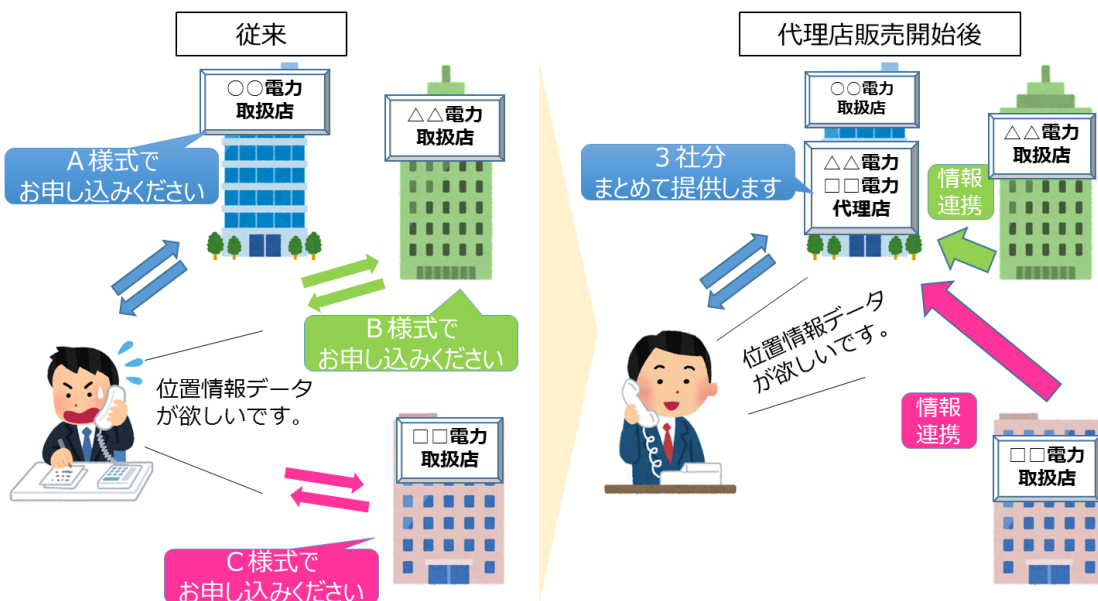 従来
○○電力
取扱店
△△電力
取扱店
A様式で
お申し込みください
B様式で
お申し込みください
位置情報データ
が欲しいです。
□□電力
取扱店
C様式で
お申し込みください
代理店販売開始後
○○電力
取扱店
△△電力
□□電力
代理店
△△電力
取扱店
3社分
まとめて提供します
情報
連携
位置情報データ
が欲しいです。
情報
連携
□□電力
取扱店